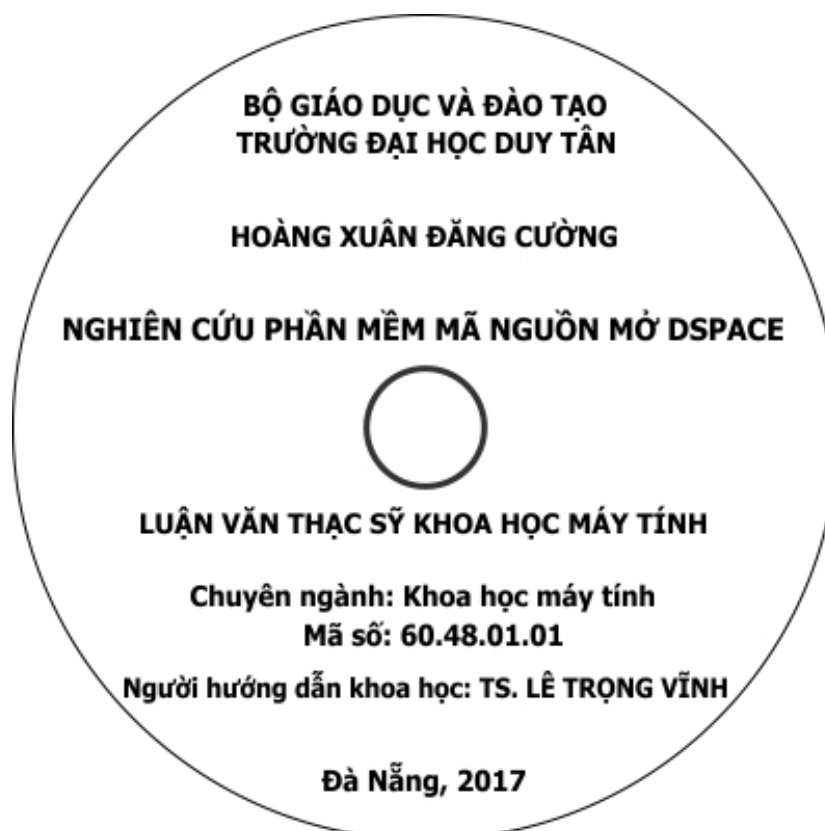 BỘ GIÁO DỤC VÀ ĐÀO TẠO
TRƯỜNG ĐẠI HỌC DUY TÂN
HOÀNG XUÂN ĐĂNG CƯỜNG
NGHIÊN CỨU PHẦN MỀM MÃ NGUỒN MỞ DSPACE
LUẬN VĂN THẠC SỸ KHOA HỌC MÁY TÍNH
Chuyên ngành: Khoa học máy tính
Mã số: 60.48.01.01
Người hướng dẫn khoa học: TS. LÊ TRỌNG VĨNH
Đà Nẵng, 2017